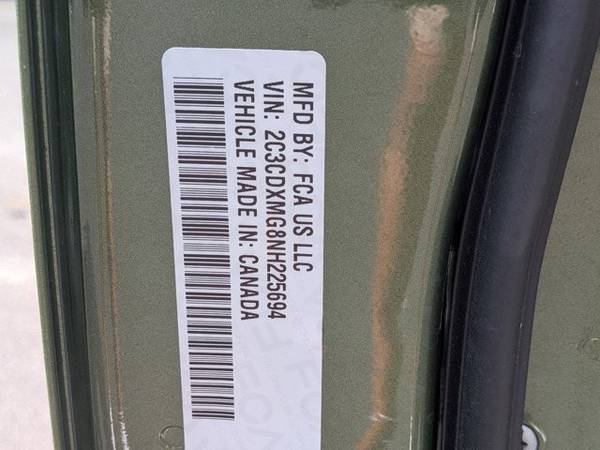 MFD BY: FCA US LLC
VIN: 2C3CDXMG8NH225694
VEHICLE MADE IN: CANADA